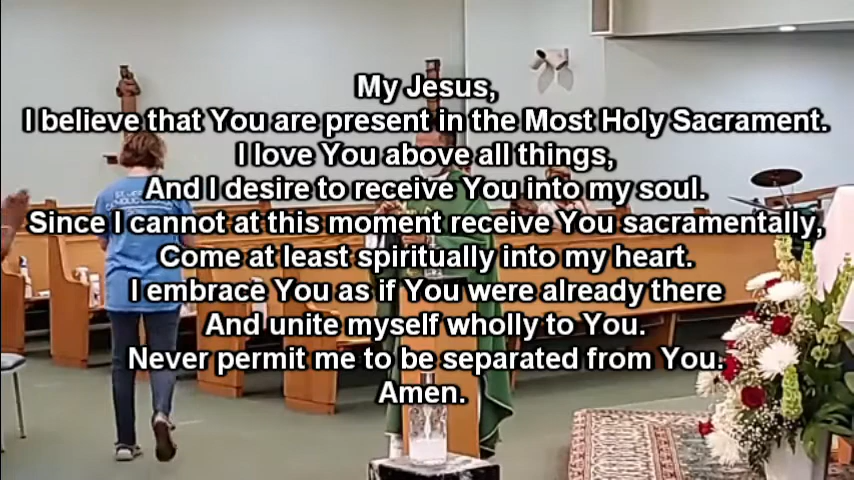 My Jesus,
I believe that You are present in the Most Holy Sacrament.
I love You above all things,
And I desire to receive You into my soul.
Since I cannot at this moment receive You sacramentally,
Come at least spiritually into my heart.
I embrace You as if You were already there
And unite myself wholly to You.
Never permit me to be separated from You.
Amen.